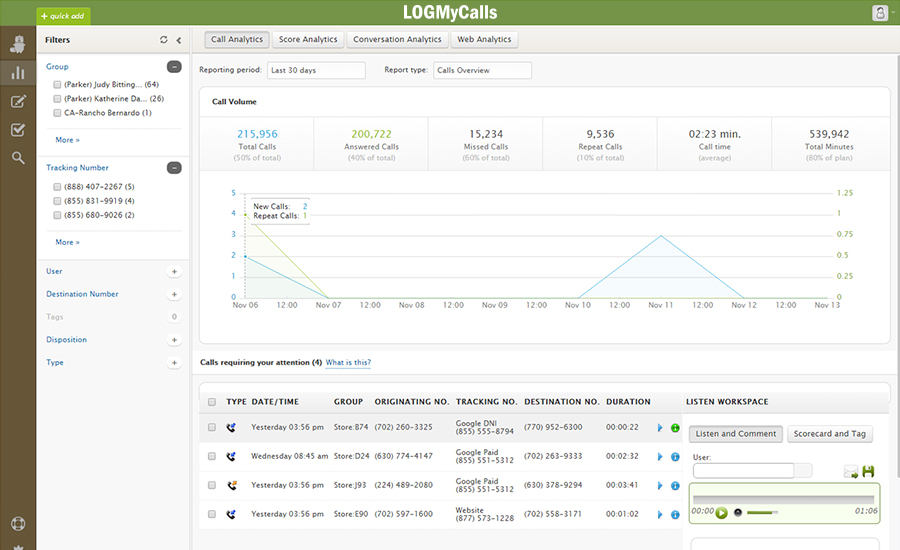 LOGMyCalls
+ quick add
Filters
Call Analytics
Score Analytics
Conversation Analytics
Web Analytics
Group
(Parker) Judy Bitting... (64)
(Parker) Katherine Da... (26)
CA-Rancho Bernardo (1)
More »
Tracking Number
(888) 407-2267 (5)
(855) 831-9919 (4)
(855) 680-9026 (2)
More »
User +
Destination Number +
Tags 0
Disposition +
Type +
Reporting period: Last 30 days Report type: Calls Overview
Call Volume
215,956 200,722 15,234 9,536 02:23 min. 539,942
Total Calls Answered Calls Missed Calls Repeat Calls Call time Total Minutes
(50% of total) (40% of total) (60% of total) (10% of total) (average) (80% of plan)
5 1.25
4 1
3 0.75
2 0.5
1 0.25
0 0
New Calls: 2
Repeat Calls: 1
Nov 06 12:00 Nov 07 12:00 Nov 08 12:00 Nov 09 12:00 Nov 10 12:00 Nov 11 12:00 Nov 12 12:00 Nov 13
Calls requiring your attention (4) What is this?
TYPE DATE/TIME GROUP ORIGINATING NO. TRACKING NO. DESTINATION NO. DURATION
Yesterday 03:56 pm Store:874 (702) 260-3325 Google DNI (855) 555-8794 (770) 952-6300 00:00:22
Wednesday 08:45 am Store:D24 (630) 774-4147 Google Paid (855) 551-5312 (702) 263-9333 00:02:32
Yesterday 03:56 pm Store:J93 (224) 489-2080 Google Paid (855) 551-5312 (630) 378-9294 00:03:41
Yesterday 03:56 pm Store:E90 (702) 597-1600 Website (877) 573-1228 (702) 558-3171 00:01:02
LISTEN WORKSPACE
Listen and Comment
Scorecard and Tag
User:
00:00 01:06